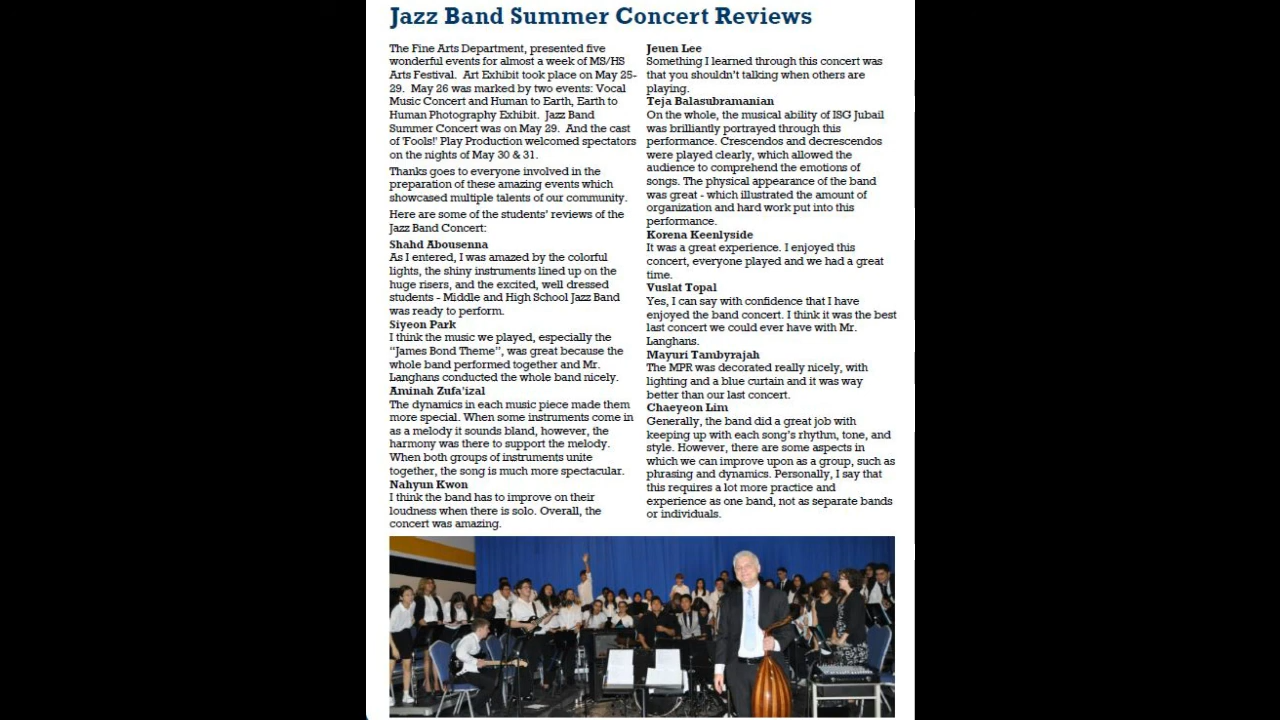 Jazz Band Summer Concert Reviews
The Fine Arts Department, presented five
wonderful events for almost a week of MS/HS
Arts Festival.  Art Exhibit took place on May 25-
29.  May 26 was marked by two events: Vocal
Music Concert and Human to Earth, Earth to
Human Photography Exhibit.  Jazz Band
Summer Concert was on May 29.  And the cast
of 'Fools!' Play Production welcomed spectators
on the nights of May 30 & 31.
Thanks goes to everyone involved in the
preparation of these amazing events which
showcased multiple talents of our community.
Here are some of the students' reviews of the
Jazz Band Concert:
Shahd Abousenna
As I entered, I was amazed by the colorful
lights, the shiny instruments lined up on the
huge risers, and the excited, well dressed
students - Middle and High School Jazz Band
was ready to perform.
Siyeon Park
I think the music we played, especially the
"James Bond Theme", was great because the
whole band performed together and Mr.
Langhans conducted the whole band nicely.
Aminah Zufa'izal
The dynamics in each music piece made them
more special. When some instruments come in
as a melody it sounds bland, however, the
harmony was there to support the melody.
When both groups of instruments unite
together, the song is much more spectacular.
Nahyun Kwon
I think the band has to improve on their
loudness when there is solo. Overall, the
concert was amazing.
Jeuen Lee
Something I learned through this concert was
that you shouldn't talking when others are
playing.
Teja Balasubramanian
On the whole, the musical ability of ISG Jubail
was brilliantly portrayed through this
performance. Crescendos and decrescendos
were played clearly, which allowed the
audience to comprehend the emotions of
songs. The physical appearance of the band
was great - which illustrated the amount of
organization and hard work put into this
performance.
Korena Keenlyside
It was a great experience. I enjoyed this
concert, everyone played and we had a great
time.
Vuslat Topal
Yes, I can say with confidence that I have
enjoyed the band concert. I think it was the best
last concert we could ever have with Mr.
Langhans.
Mayuri Tambyrajah
The MPR was decorated really nicely, with
lighting and a blue curtain and it was way
better than our last concert.
Chaeyeon Lim
Generally, the band did a great job with
keeping up with each song's rhythm, tone, and
style. However, there are some aspects in
which we can improve upon as a group, such as
phrasing and dynamics. Personally, I say that
this requires a lot more practice and
experience as one band, not as separate bands
or individuals.